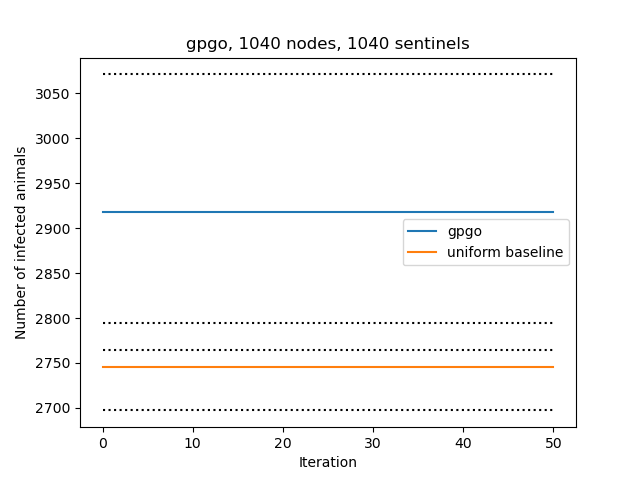 gpgo, 1040 nodes, 1040 sentinels
3050
3000
2950
2900
2850
2800
2750
2700
Number of infected animals
gpgo
uniform baseline
0 10 20 30 40 50
Iteration